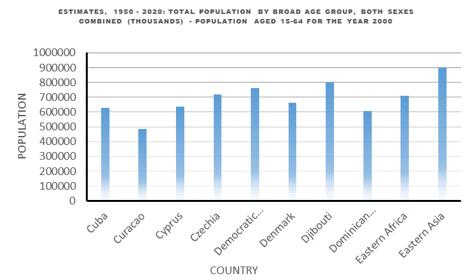 ESTIMATES, 1950 - 2020: TOTAL POPULATION BY BROAD AGE GROUP, BOTH SEXES
COMBINED (THOUSANDS) - POPULATION AGED 15-64 FOR THE YEAR 2000
1000000
900000
800000
700000
600000
500000
400000
300000
200000
100000
0
POPULATION
Cuba
Curacao
Cyprus
Czechia
Democratic...
Denmark
Djibouti
Dominican...
Eastern Africa
Eastern Asia
COUNTRY